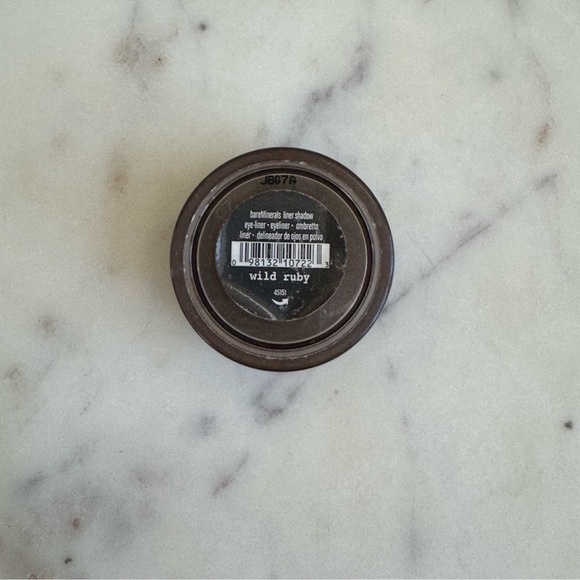 JB07A
bareMinerals liner shadow
eye-liner · eyeliner · ombretto
liner · delineador de ojos en polvo
0 98132 10722 3
wild ruby
45151